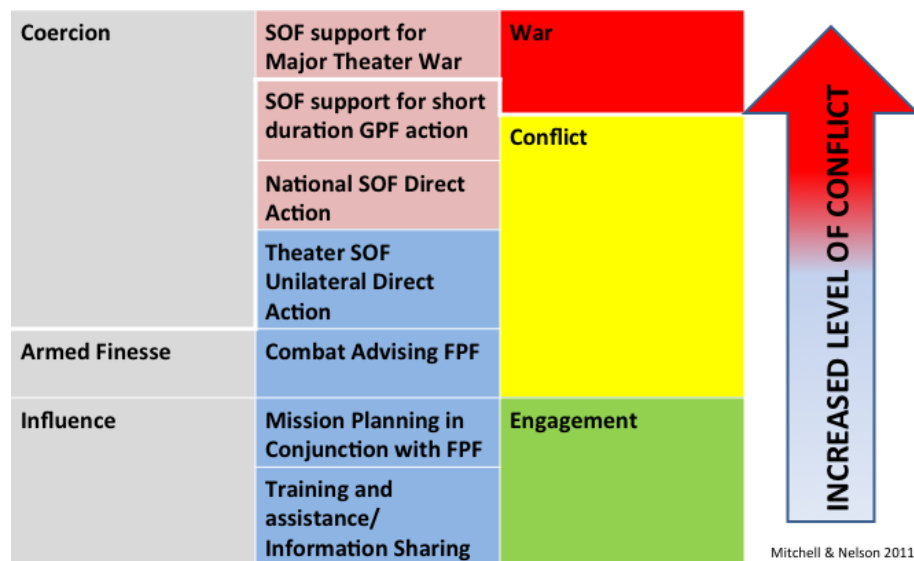 Coercion
SOF support for
Major Theater War
War
SOF support for short
duration GPF action
Conflict
National SOF Direct
Action
Theater SOF
Unilateral Direct
Action
Armed Finesse
Combat Advising FPF
Influence
Mission Planning in
Conjunction with FPF
Engagement
Training and
assistance/
Information Sharing
INCREASED LEVEL OF CONFLICT
Mitchell & Nelson 2011